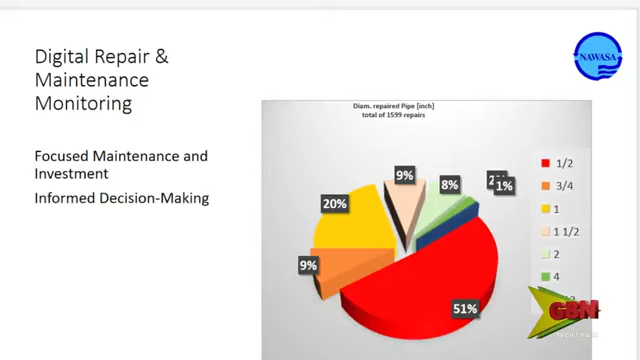 Digital Repair &
Maintenance
Monitoring
NAWASA
Focused Maintenance and
Investment
Informed Decision-Making
Diam. repaired Pipe [inch]
total of 1599 repairs
9%
8%
1%
20%
9%
51%
1/2
3/4
1
1 1/2
2
4
GBN